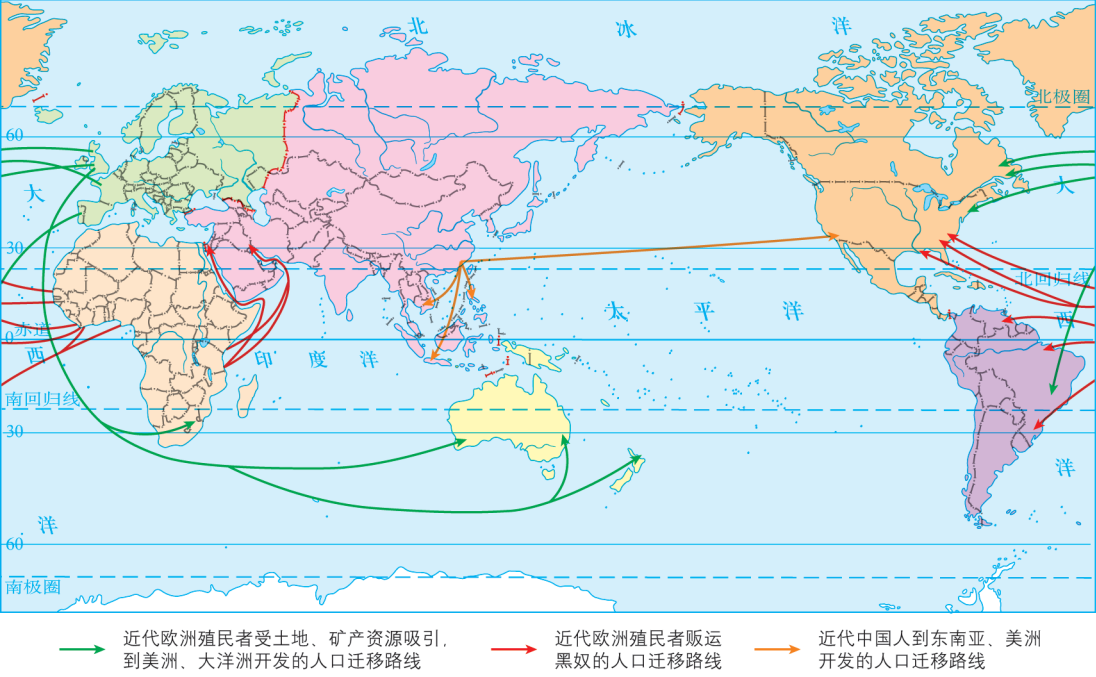 北 冰 洋
北极圈
60
大
大
30
北回归线
太 平 洋
赤道
西
0
西
印 度 洋
南回归线
30
洋
洋
60
南极圈
近代欧洲殖民者受土地、矿产资源吸引，
到美洲、大洋洲开发的人口迁移路线
近代欧洲殖民者贩运
黑奴的人口迁移路线
近代中国人到东南亚、美洲
开发的人口迁移路线